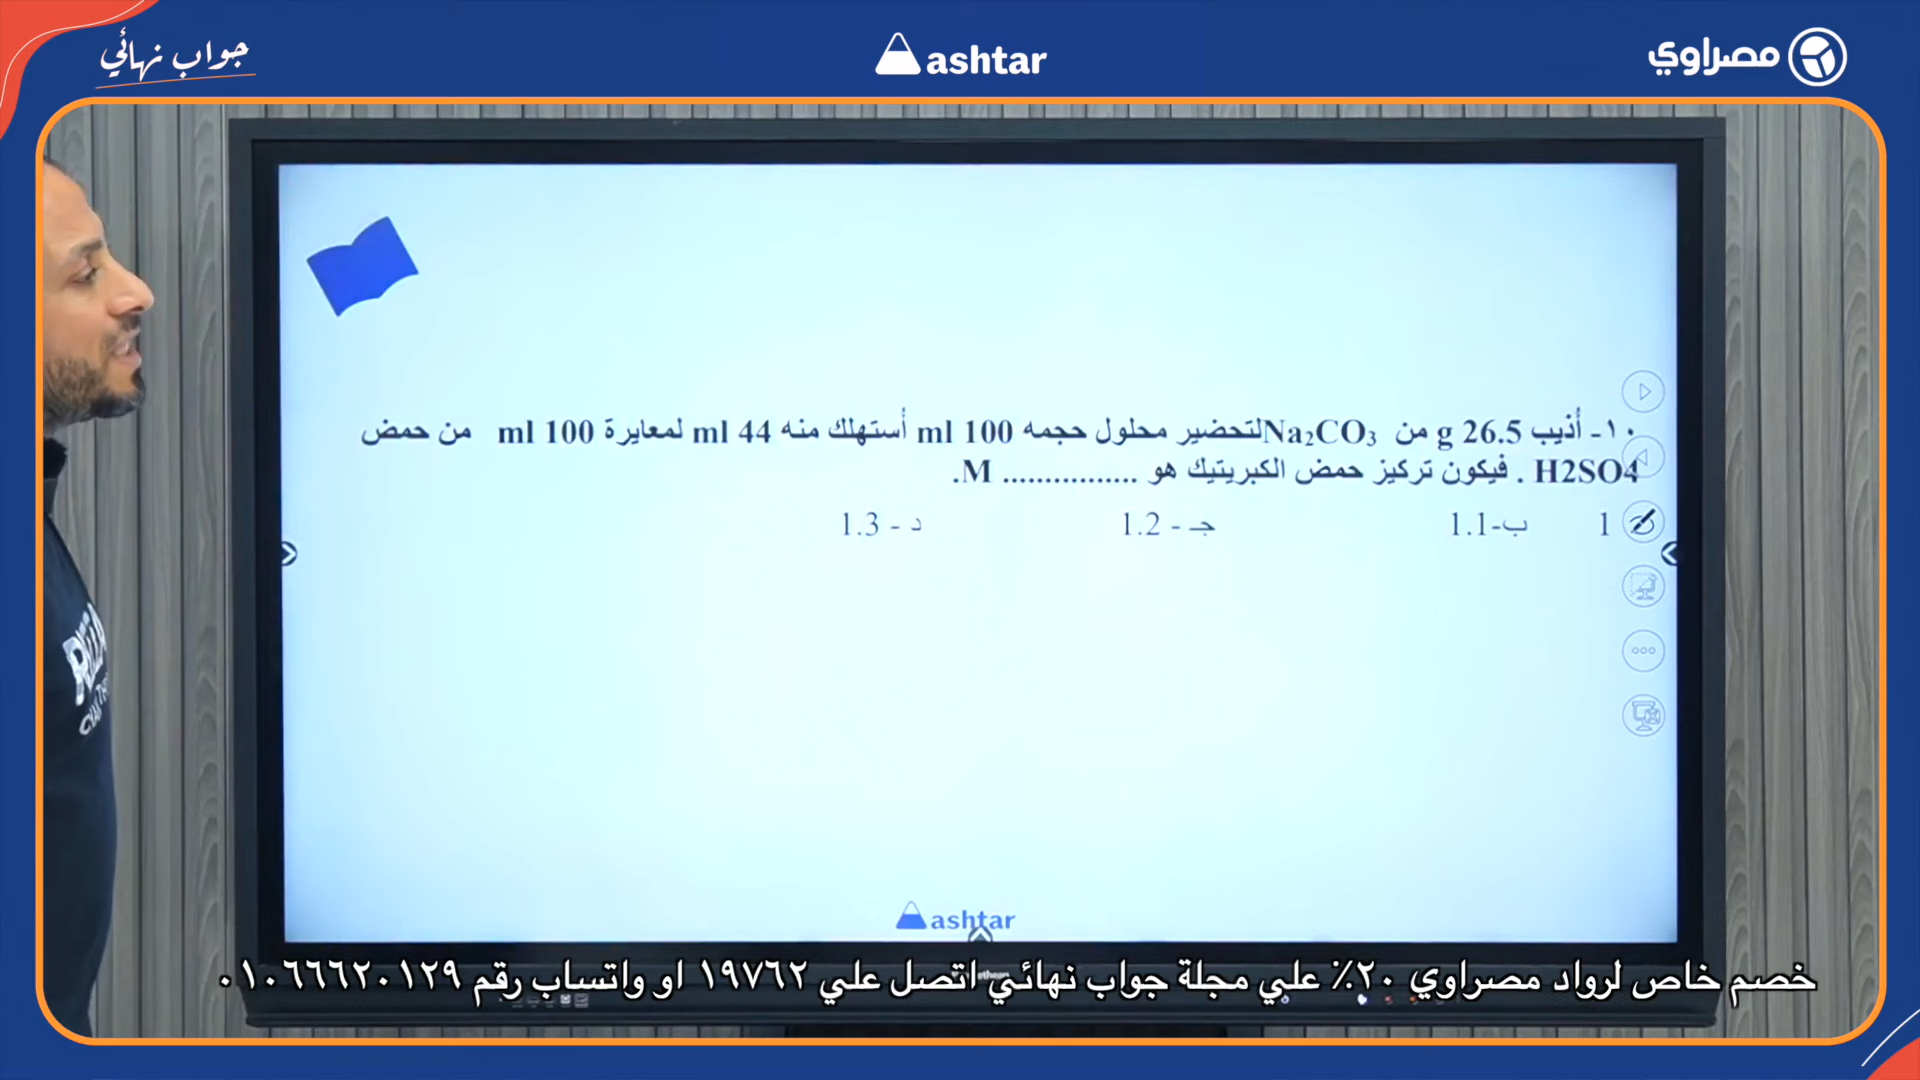 جواب نهائي
ashtar
مصراوي
١٠- أُذيب 26.5 g من Na₂CO₃ لتحضير محلول حجمه 100 ml أُستهلك منه 44 ml لمعايرة 100 ml من حمض
H2SO4 . فيكون تركيز حمض الكبريتيك هو ................ M.
1 ب-1.1 جـ - 1.2 د - 1.3
ashtar
خصم خاص لرواد مصراوي ٢٠٪ علي مجلة جواب نهائي اتصل علي ١٩٧٦٢ او واتساب رقم ٠١٠٦٦٦٢٠١٢٩